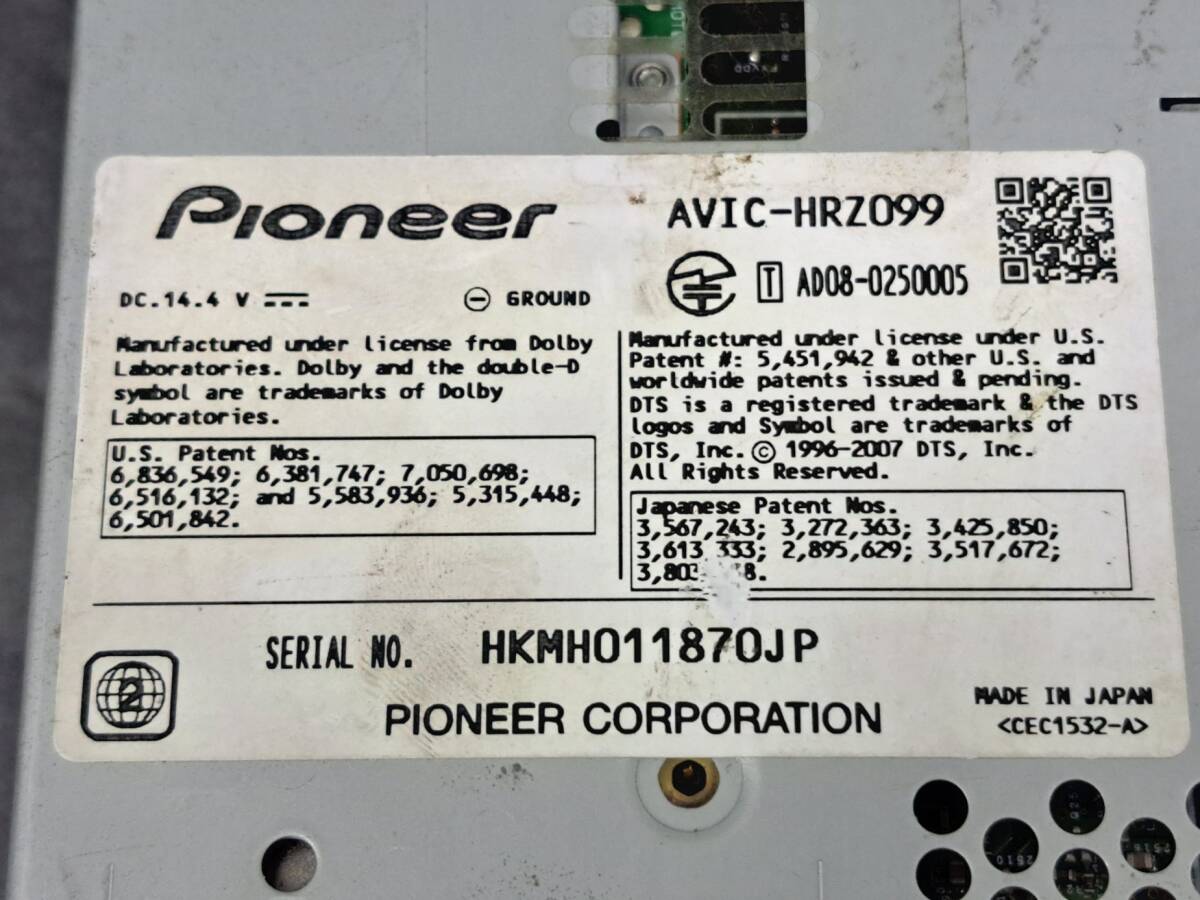 Pioneer
AVIC-HRZ099
DC.14.4 V
GROUND
T AD08-0250005
Manufactured under license from Dolby
Laboratories. Dolby and the double-D
symbol are trademarks of Dolby
Laboratories.
U.S. Patent Nos.
6,836,549; 6,381,747; 7,050,698;
6,516,132; and 5,583,936; 5,315,448;
6,501,842.
Manufactured under license under U.S.
Patent #: 5,451,942 & other U.S. and
worldwide patents issued & pending.
DTS is a registered trademark & the DTS
logos and Symbol are trademarks of
DTS, Inc. © 1996-2007 DTS, Inc.
All Rights Reserved.
Japanese Patent Nos.
3,567,243; 3,272,363; 3,425,850;
3,613,333; 2,895,629; 3,517,672;
SERIAL NO. HKMH011870JP
2
PIONEER CORPORATION
MADE IN JAPAN
<CEC1532-A>